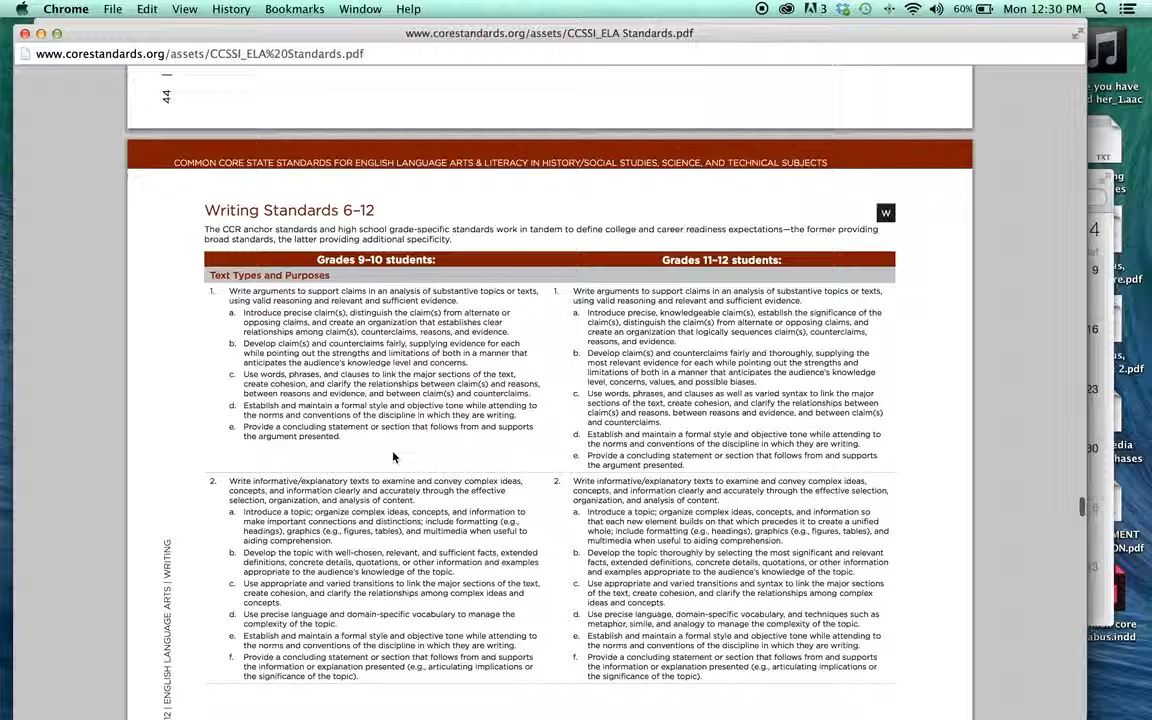 Chrome File Edit View History Bookmarks Window Help 3 60% Mon 12:30 PM
www.corestandards.org/assets/CCSSI_ELA Standards.pdf
www.corestandards.org/assets/CCSSI_ELA%20Standards.pdf
44 |
COMMON CORE STATE STANDARDS FOR ENGLISH LANGUAGE ARTS & LITERACY IN HISTORY/SOCIAL STUDIES, SCIENCE, AND TECHNICAL SUBJECTS
Writing Standards 6–12
W
The CCR anchor standards and high school grade-specific standards work in tandem to define college and career readiness expectations—the former providing
broad standards, the latter providing additional specificity.
Grades 9–10 students:
Text Types and Purposes
1. Write arguments to support claims in an analysis of substantive topics or texts,
using valid reasoning and relevant and sufficient evidence.
a. Introduce precise claim(s), distinguish the claim(s) from alternate or
opposing claims, and create an organization that establishes clear
relationships among claim(s), counterclaims, reasons, and evidence.
b. Develop claim(s) and counterclaims fairly, supplying evidence for each
while pointing out the strengths and limitations of both in a manner that
anticipates the audience's knowledge level and concerns.
c. Use words, phrases, and clauses to link the major sections of the text,
create cohesion, and clarify the relationships between claim(s) and reasons,
between reasons and evidence, and between claim(s) and counterclaims.
d. Establish and maintain a formal style and objective tone while attending to
the norms and conventions of the discipline in which they are writing.
e. Provide a concluding statement or section that follows from and supports
the argument presented.
2. Write informative/explanatory texts to examine and convey complex ideas,
concepts, and information clearly and accurately through the effective
selection, organization, and analysis of content.
a. Introduce a topic; organize complex ideas, concepts, and information to
make important connections and distinctions; include formatting (e.g.,
headings), graphics (e.g., figures, tables), and multimedia when useful to
aiding comprehension.
b. Develop the topic with well-chosen, relevant, and sufficient facts, extended
definitions, concrete details, quotations, or other information and examples
appropriate to the audience's knowledge of the topic.
c. Use appropriate and varied transitions to link the major sections of the text,
create cohesion, and clarify the relationships among complex ideas and
concepts.
d. Use precise language and domain-specific vocabulary to manage the
complexity of the topic.
e. Establish and maintain a formal style and objective tone while attending to
the norms and conventions of the discipline in which they are writing.
f. Provide a concluding statement or section that follows from and supports
the information or explanation presented (e.g., articulating implications or
the significance of the topic).
Grades 11–12 students:
1. Write arguments to support claims in an analysis of substantive topics or texts,
using valid reasoning and relevant and sufficient evidence.
a. Introduce precise, knowledgeable claim(s), establish the significance of the
claim(s), distinguish the claim(s) from alternate or opposing claims, and
create an organization that logically sequences claim(s), counterclaims,
reasons, and evidence.
b. Develop claim(s) and counterclaims fairly and thoroughly, supplying the
most relevant evidence for each while pointing out the strengths and
limitations of both in a manner that anticipates the audience's knowledge
level, concerns, values, and possible biases.
c. Use words, phrases, and clauses as well as varied syntax to link the major
sections of the text, create cohesion, and clarify the relationships between
claim(s) and reasons, between reasons and evidence, and between claim(s)
and counterclaims.
d. Establish and maintain a formal style and objective tone while attending to
the norms and conventions of the discipline in which they are writing.
e. Provide a concluding statement or section that follows from and supports
the argument presented.
2. Write informative/explanatory texts to examine and convey complex ideas,
concepts, and information clearly and accurately through the effective selection,
organization, and analysis of content.
a. Introduce a topic; organize complex ideas, concepts, and information so
that each new element builds on that which precedes it to create a unified
whole; include formatting (e.g., headings), graphics (e.g., figures, tables), and
multimedia when useful to aiding comprehension.
b. Develop the topic thoroughly by selecting the most significant and relevant
facts, extended definitions, concrete details, quotations, or other information
and examples appropriate to the audience's knowledge of the topic.
c. Use appropriate and varied transitions and syntax to link the major sections
of the text, create cohesion, and clarify the relationships among complex
ideas and concepts.
d. Use precise language, domain-specific vocabulary, and techniques such as
metaphor, simile, and analogy to manage the complexity of the topic.
e. Establish and maintain a formal style and objective tone while attending to
the norms and conventions of the discipline in which they are writing.
f. Provide a concluding statement or section that follows from and supports
the information or explanation presented (e.g., articulating implications or
the significance of the topic).
12 | ENGLISH LANGUAGE ARTS | WRITING
you have
d her_1.aac
TXT
4
9
16
2.pdf
23
30
.pdf
core
abus.indd